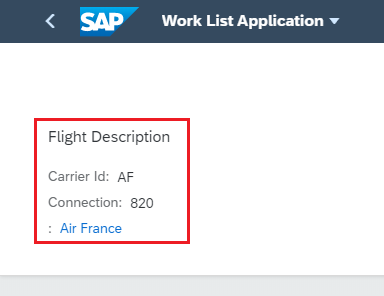 SAP Work List Application
Flight Description
Carrier Id: AF
Connection: 820
: Air France